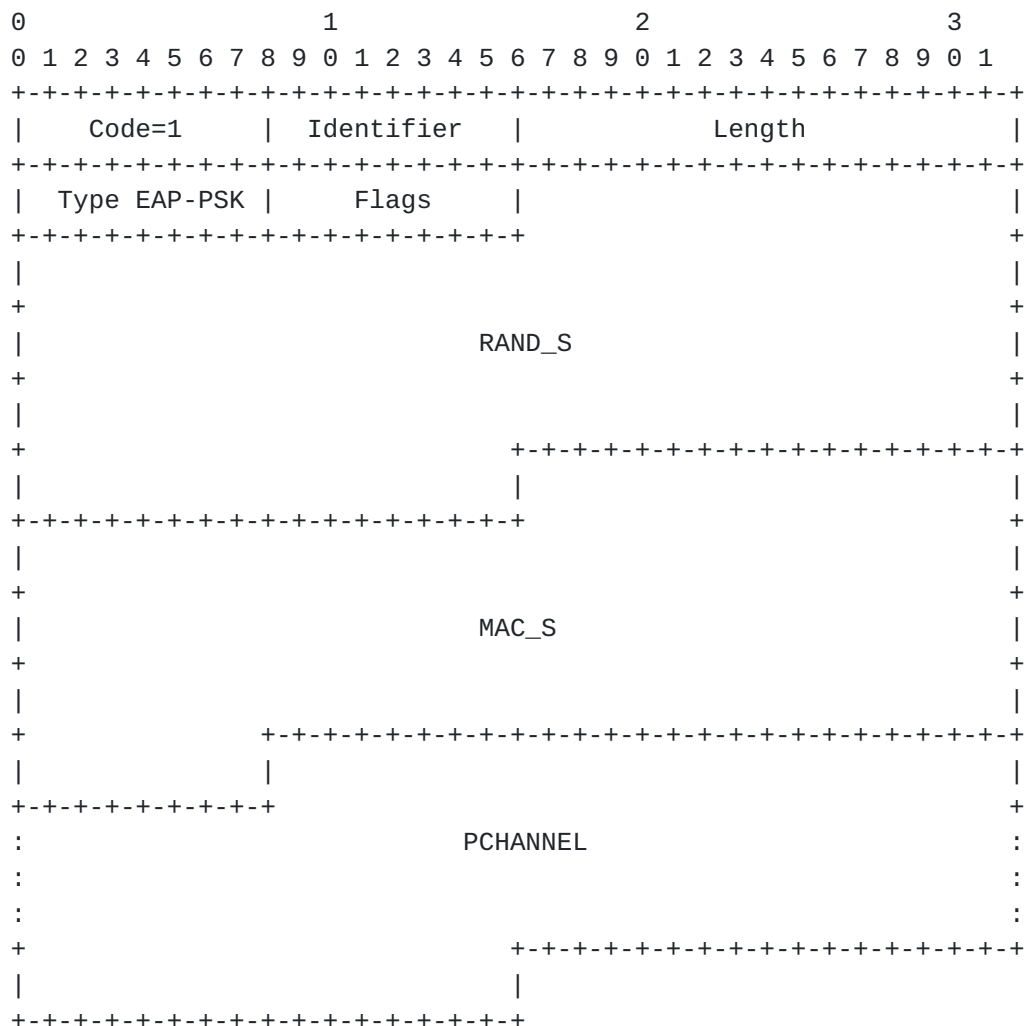 0                   1                   2                   3
0 1 2 3 4 5 6 7 8 9 0 1 2 3 4 5 6 7 8 9 0 1 2 3 4 5 6 7 8 9 0 1
+-+-+-+-+-+-+-+-+-+-+-+-+-+-+-+-+-+-+-+-+-+-+-+-+-+-+-+-+-+-+-+-+
|    Code=1     |  Identifier   |            Length             |
+-+-+-+-+-+-+-+-+-+-+-+-+-+-+-+-+-+-+-+-+-+-+-+-+-+-+-+-+-+-+-+-+
|  Type EAP-PSK |     Flags     |                               |
+-+-+-+-+-+-+-+-+-+-+-+-+-+-+-+-+                               +
|                                                               |
+                                                               +
|                             RAND_S                            |
+                                                               +
|                                                               |
+                               +-+-+-+-+-+-+-+-+-+-+-+-+-+-+-+-+
|                               |                               |
+-+-+-+-+-+-+-+-+-+-+-+-+-+-+-+-+                               +
|                                                               |
+                                                               +
|                             MAC_S                             |
+                                                               +
|                                                               |
+               +-+-+-+-+-+-+-+-+-+-+-+-+-+-+-+-+-+-+-+-+-+-+-+-+
|               |                                               |
+-+-+-+-+-+-+-+-+                                               +
:                            PCHANNEL                           :
:                                                               :
:                                                               :
+                               +-+-+-+-+-+-+-+-+-+-+-+-+-+-+-+-+
|                               |
+-+-+-+-+-+-+-+-+-+-+-+-+-+-+-+-+